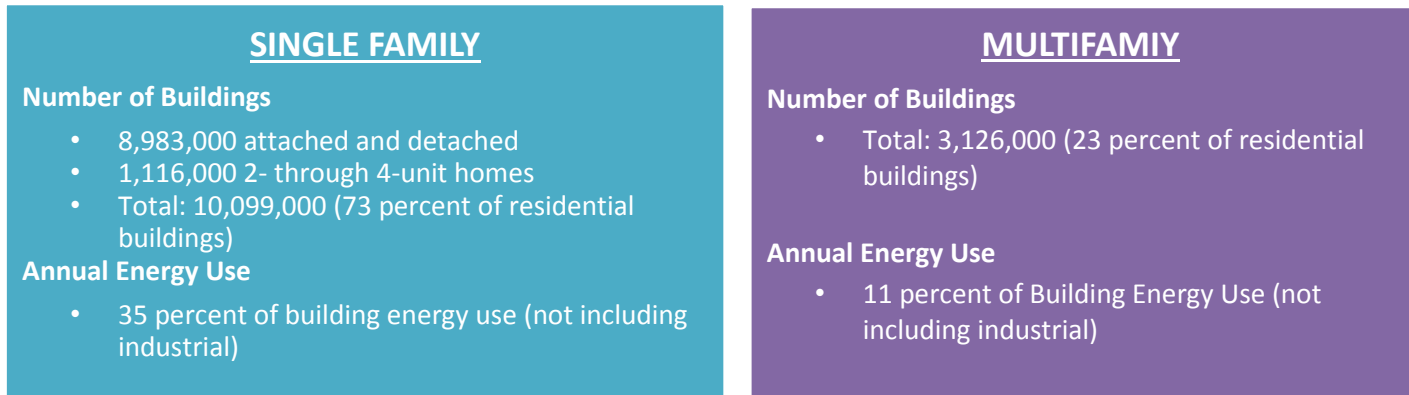 SINGLE FAMILY
Number of Buildings
• 8,983,000 attached and detached
• 1,116,000 2- through 4-unit homes
• Total: 10,099,000 (73 percent of residential
buildings)
Annual Energy Use
• 35 percent of building energy use (not including
industrial)
MULTIFAMIY
Number of Buildings
• Total: 3,126,000 (23 percent of residential
buildings)
Annual Energy Use
• 11 percent of Building Energy Use (not
including industrial)